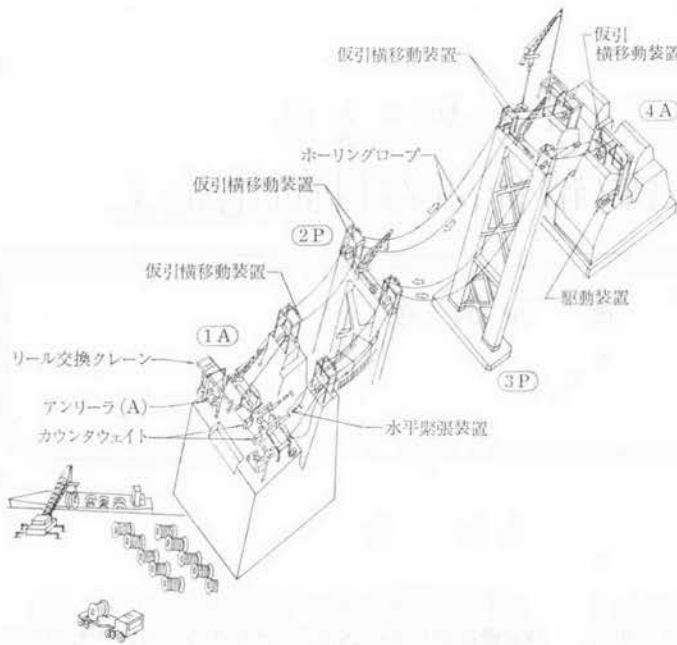 仮引
横移動装置
仮引横移動装置
4A
ホーリングロープ
仮引横移動装置
2P
仮引横移動装置
駆動装置
1A
リール交換クレーン
3P
アンリーラ(A)
カウンタウェイト
水平緊張装置